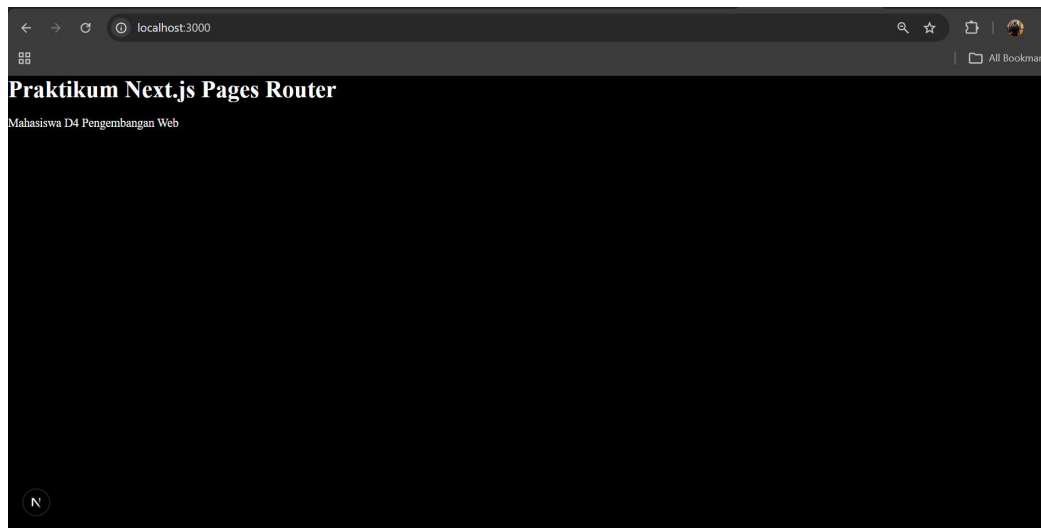 localhost:3000
All Bookmar
Praktikum Next.js Pages Router
Mahasiswa D4 Pengembangan Web
N